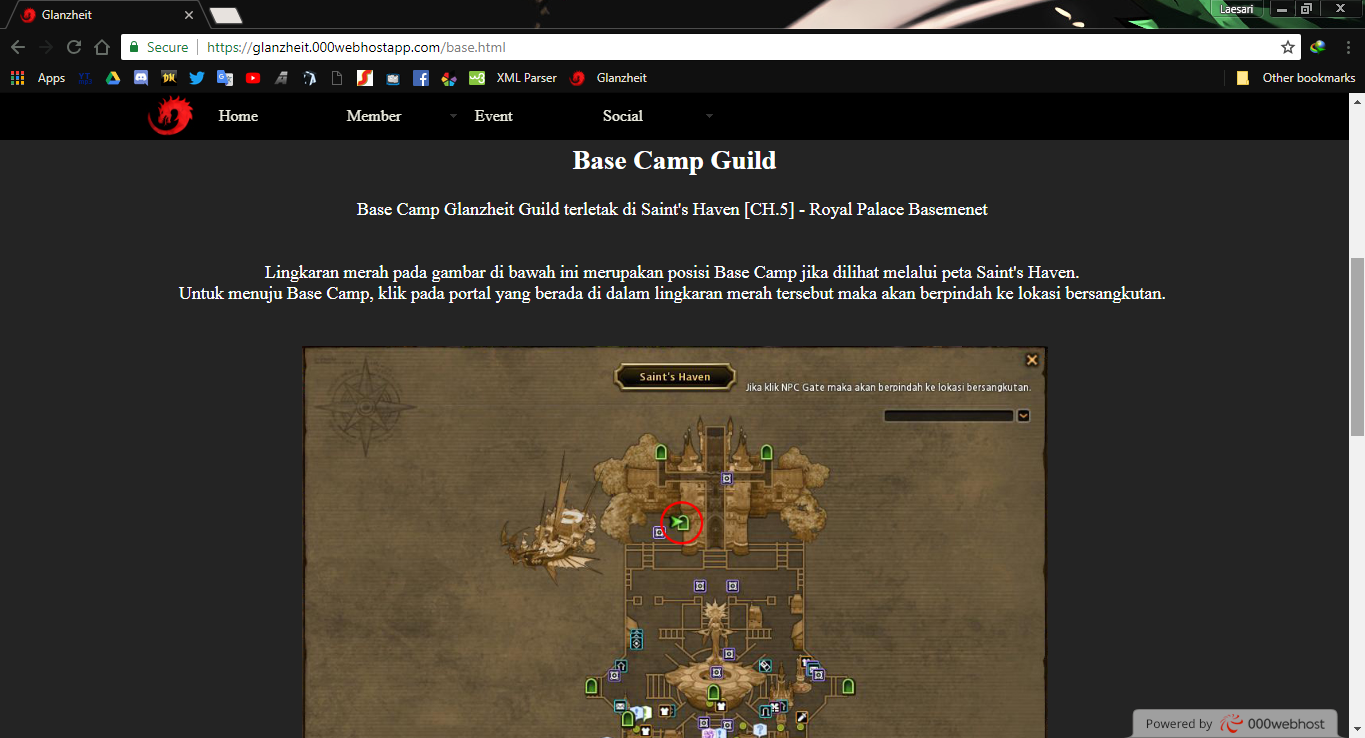 Glanzheit
Laesari
Secure https://glanzheit.000webhostapp.com/base.html
Apps
XML Parser
Glanzheit
Other bookmarks
Home Member Event Social
Base Camp Guild
Base Camp Glanzheit Guild terletak di Saint's Haven [CH.5] - Royal Palace Basemenet
Lingkaran merah pada gambar di bawah ini merupakan posisi Base Camp jika dilihat melalui peta Saint's Haven.
Untuk menuju Base Camp, klik pada portal yang berada di dalam lingkaran merah tersebut maka akan berpindah ke lokasi bersangkutan.
Saint's Haven
Jika klik NPC Gate maka akan berpindah ke lokasi bersangkutan.
Powered by 000webhost